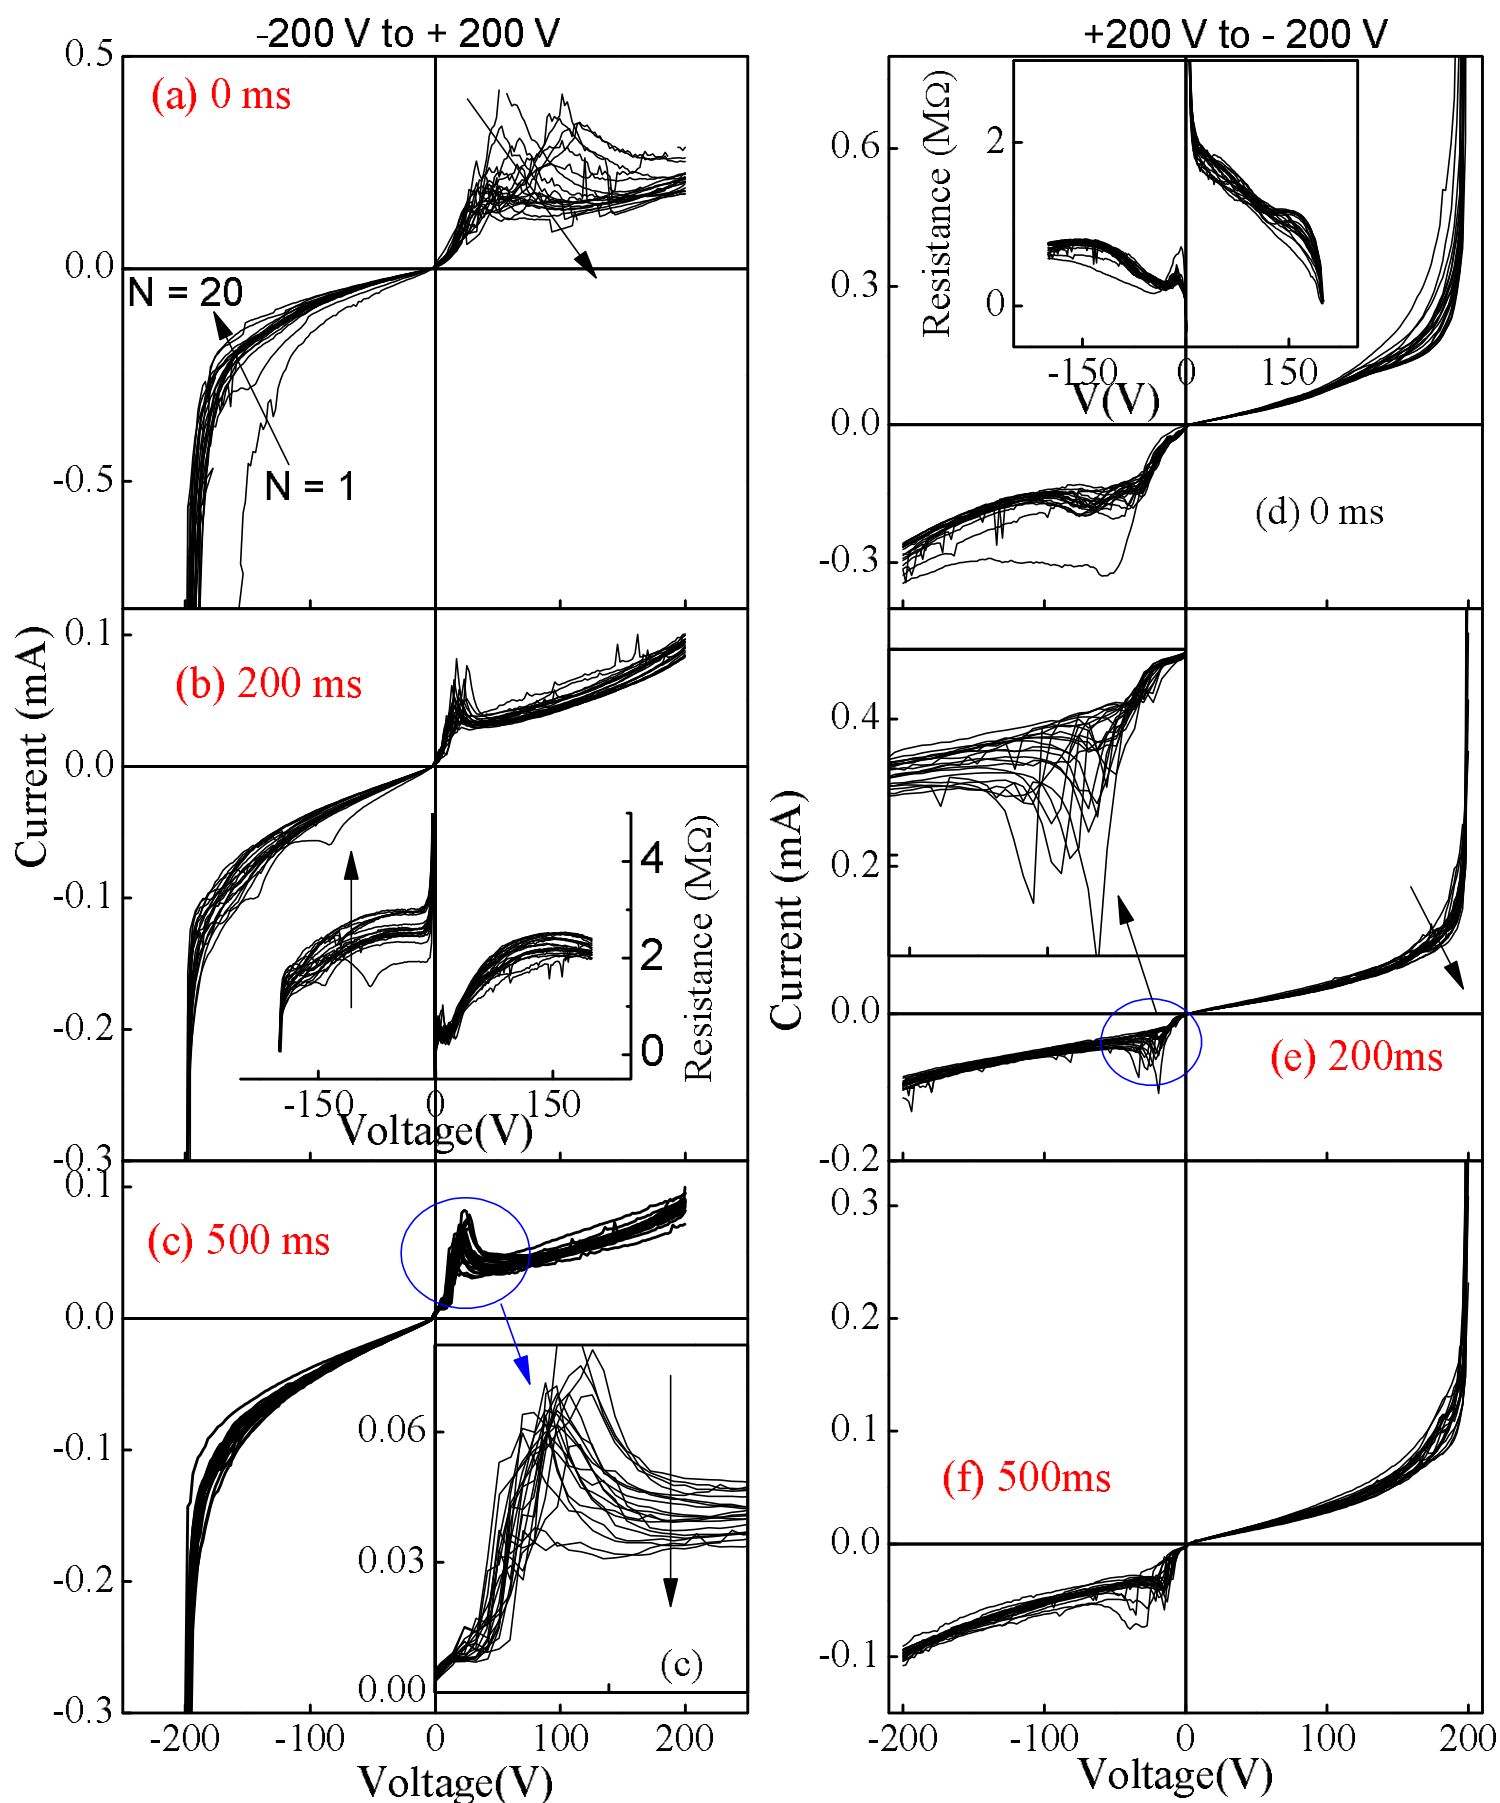 -200 V to + 200 V
+200 V to - 200 V
(a) 0 ms
0.5
0.0
-0.5
N = 20
N = 1
Current (mA)
(b) 200 ms
0.1
0.0
-0.1
-0.2
-0.3
4
2
0
Resistance (MΩ)
-150
0
150
Voltage(V)
(c) 500 ms
0.1
0.0
-0.1
-0.2
-0.3
0.06
0.03
0.00
(c)
-200
-100
0
100
200
Voltage(V)
0.6
0.3
0.0
-0.3
Resistance (MΩ)
2
0
-150
0
150
V(V)
(d) 0 ms
Current (mA)
0.4
0.2
0.0
-0.2
(e) 200ms
0.3
0.2
0.1
0.0
-0.1
(f) 500ms
-200
-100
0
100
200
Voltage(V)